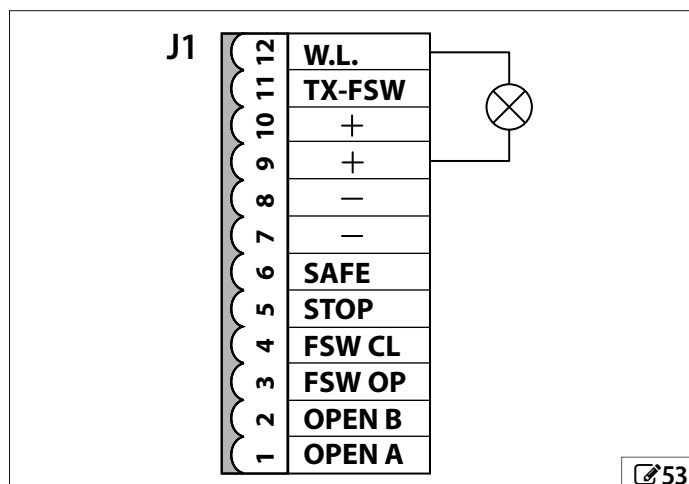 J1
12 W.L.
11 TX-FSW
10 +
9 +
8 −
7 −
6 SAFE
5 STOP
4 FSW CL
3 FSW OP
2 OPEN B
1 OPEN A
53